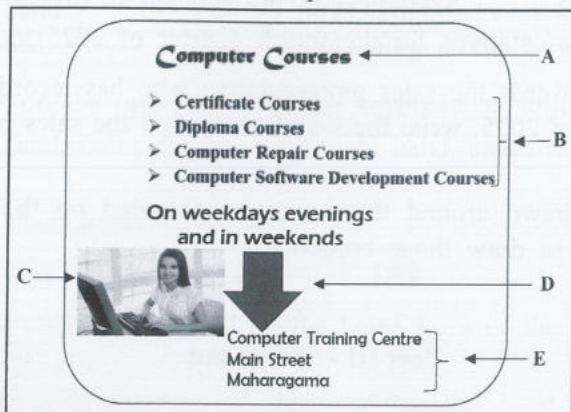 Computer Courses
A
➤ Certificate Courses
➤ Diploma Courses
➤ Computer Repair Courses
➤ Computer Software Development Courses
B
On weekdays evenings
and in weekends
C
D
Computer Training Centre
Main Street
Maharagama
E